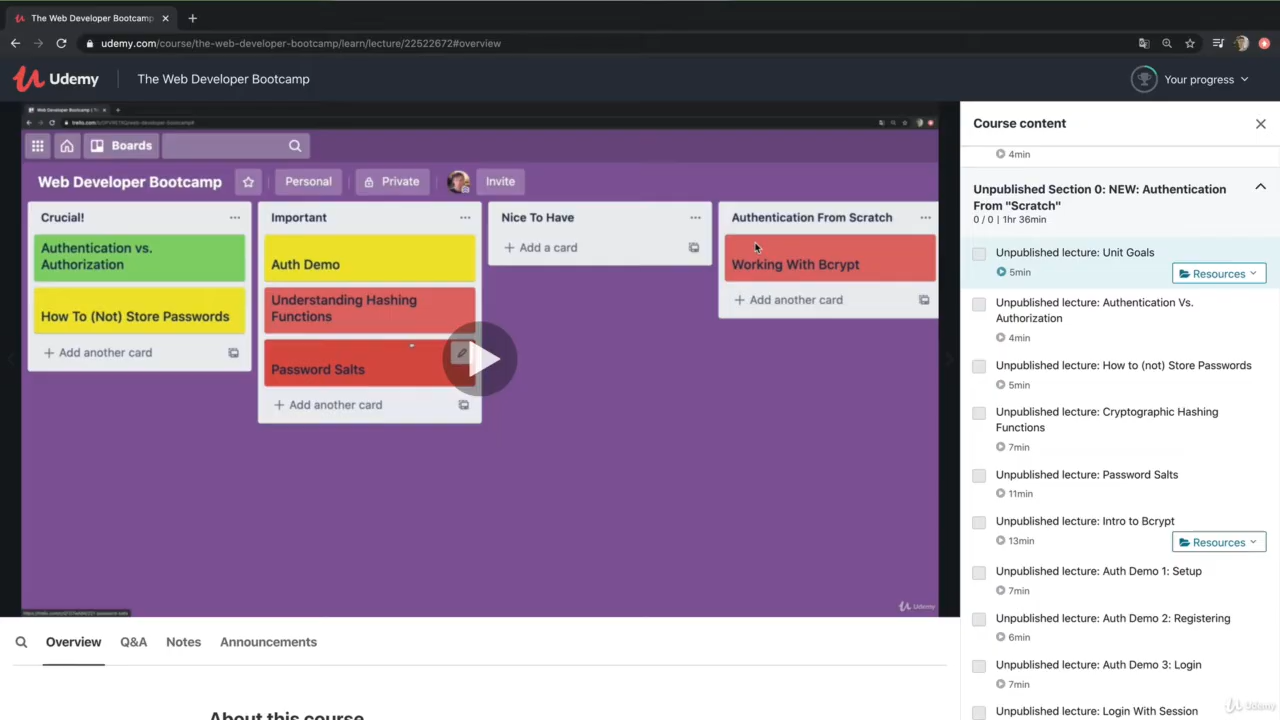 The Web Developer Bootcamp
udemy.com/course/the-web-developer-bootcamp/learn/lecture/22522672#overview
Udemy
The Web Developer Bootcamp
Your progress
Boards
Web Developer Bootcamp
Personal
Private
Invite
Crucial!
Authentication vs.
Authorization
How To (Not) Store Passwords
+ Add another card
Important
Auth Demo
Understanding Hashing
Functions
Password Salts
+ Add another card
Nice To Have
+ Add a card
Authentication From Scratch
Working With Bcrypt
+ Add another card
Udemy
Overview
Q&A
Notes
Announcements
About this course
Course content
4min
Unpublished Section 0: NEW: Authentication
From "Scratch"
0 / 0 | 1hr 36min
Unpublished lecture: Unit Goals
5min
Resources
Unpublished lecture: Authentication Vs.
Authorization
4min
Unpublished lecture: How to (not) Store Passwords
5min
Unpublished lecture: Cryptographic Hashing
Functions
7min
Unpublished lecture: Password Salts
11min
Unpublished lecture: Intro to Bcrypt
13min
Resources
Unpublished lecture: Auth Demo 1: Setup
7min
Unpublished lecture: Auth Demo 2: Registering
6min
Unpublished lecture: Auth Demo 3: Login
7min
Unpublished lecture: Login With Session
Udemy